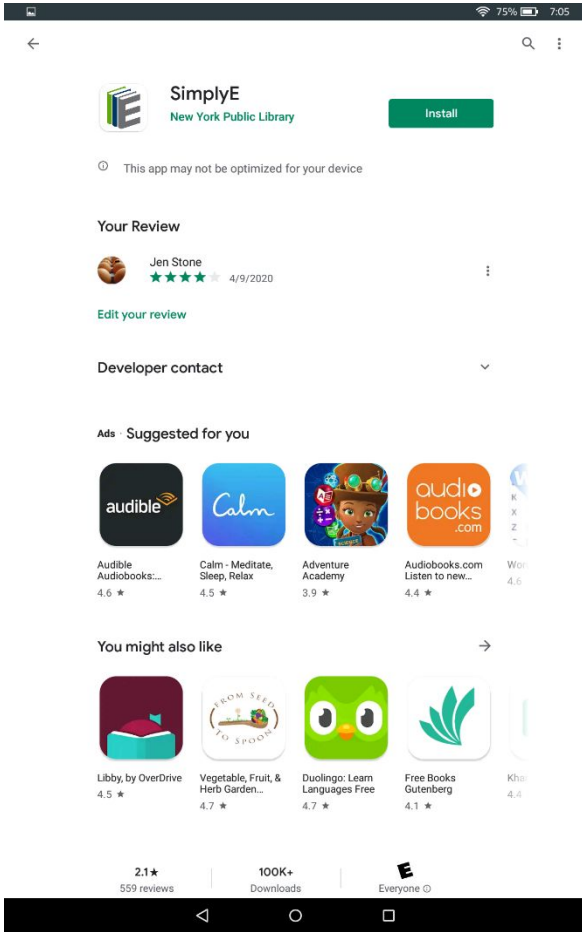 75% 7:05
SimplyE
New York Public Library
Install
This app may not be optimized for your device
Your Review
Jen Stone
4/9/2020
Edit your review
Developer contact
Ads · Suggested for you
audible
Calm
audio
books
.com
K
X
Z
Audible
Audiobooks:...
4.6 ★
Calm - Meditate,
Sleep, Relax
4.5 ★
Adventure
Academy
3.9 ★
Audiobooks.com
Listen to new...
4.4 ★
4.6
You might also like
FROM SEED
TO SPOON
Libby, by OverDrive
4.5 ★
Vegetable, Fruit, &
Herb Garden...
4.7 ★
Duolingo: Learn
Languages Free
4.7 ★
Free Books
Gutenberg
4.1 ★
4.4
2.1★
559 reviews
100K+
Downloads
E
Everyone